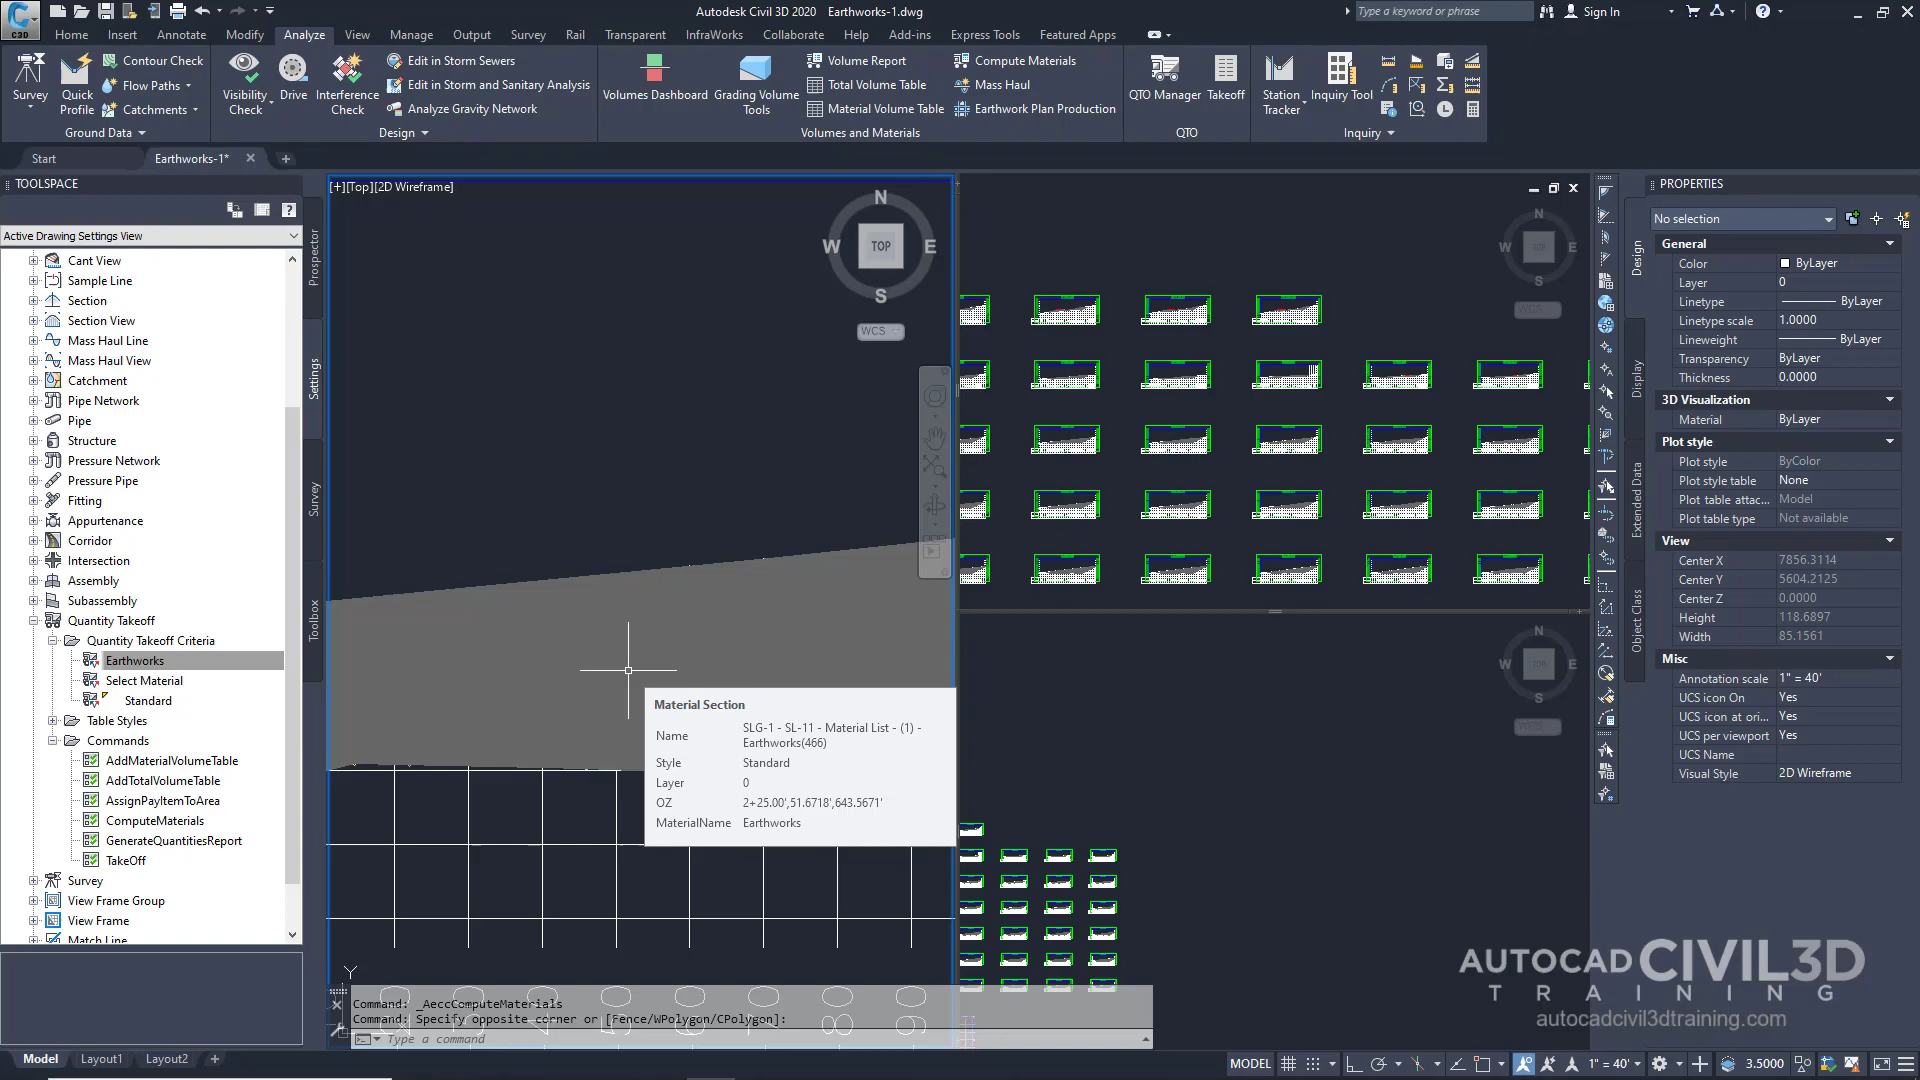 Autodesk Civil 3D 2020 Earthworks-1.dwg
Type a keyword or phrase
Sign In
C3D
Home Insert Annotate Modify Analyze View Manage Output Survey Rail Transparent InfraWorks Collaborate Help Add-ins Express Tools Featured Apps
Survey
Quick Profile
Contour Check
Flow Paths
Catchments
Ground Data
Visibility Check
Drive
Interference Check
Edit in Storm Sewers
Edit in Storm and Sanitary Analysis
Analyze Gravity Network
Design
Volumes Dashboard
Grading Volume Tools
Volume Report
Total Volume Table
Material Volume Table
Compute Materials
Mass Haul
Earthwork Plan Production
Volumes and Materials
QTO Manager
Takeoff
QTO
Station Tracker
Inquiry Tool
Inquiry
Start
Earthworks-1*
TOOLSPACE
Active Drawing Settings View
Cant View
Sample Line
Section
Section View
Mass Haul Line
Mass Haul View
Catchment
Pipe Network
Pipe
Structure
Pressure Network
Pressure Pipe
Fitting
Appurtenance
Corridor
Intersection
Assembly
Subassembly
Quantity Takeoff
Quantity Takeoff Criteria
Earthworks
Select Material
Standard
Table Styles
Commands
AddMaterialVolumeTable
AddTotalVolumeTable
AssignPayItemToArea
ComputeMaterials
GenerateQuantitiesReport
TakeOff
Survey
View Frame Group
View Frame
Match Line
Prospector
Settings
Survey
Toolbox
[+][Top][2D Wireframe]
N
W TOP E
S
WCS
N
W TOP E
S
WCS
N
W TOP E
S
Material Section
Name SLG-1 - SL-11 - Material List - (1) - Earthworks(466)
Style Standard
Layer 0
OZ 2+25.00',51.6718',643.5671'
MaterialName Earthworks
Y
Command: _AeccComputeMaterials
Command: Specify opposite corner or [Fence/WPolygon/CPolygon]:
Type a command
PROPERTIES
No selection
General
Color ByLayer
Layer 0
Linetype ByLayer
Linetype scale 1.0000
Lineweight ByLayer
Transparency ByLayer
Thickness 0.0000
3D Visualization
Material ByLayer
Plot style
Plot style ByColor
Plot style table None
Plot table attac... Model
Plot table type Not available
View
Center X 7856.3114
Center Y 5604.2125
Center Z 0.0000
Height 118.6897
Width 85.1561
Misc
Annotation scale 1" = 40'
UCS icon On Yes
UCS icon at ori... Yes
UCS per viewport Yes
UCS Name
Visual Style 2D Wireframe
Design
Display
Extended Data
Object Class
AUTOCAD CIVIL 3D
TRAINING
autocadcivil3dtraining.com
Model Layout1 Layout2
MODEL
1" = 40'
3.5000